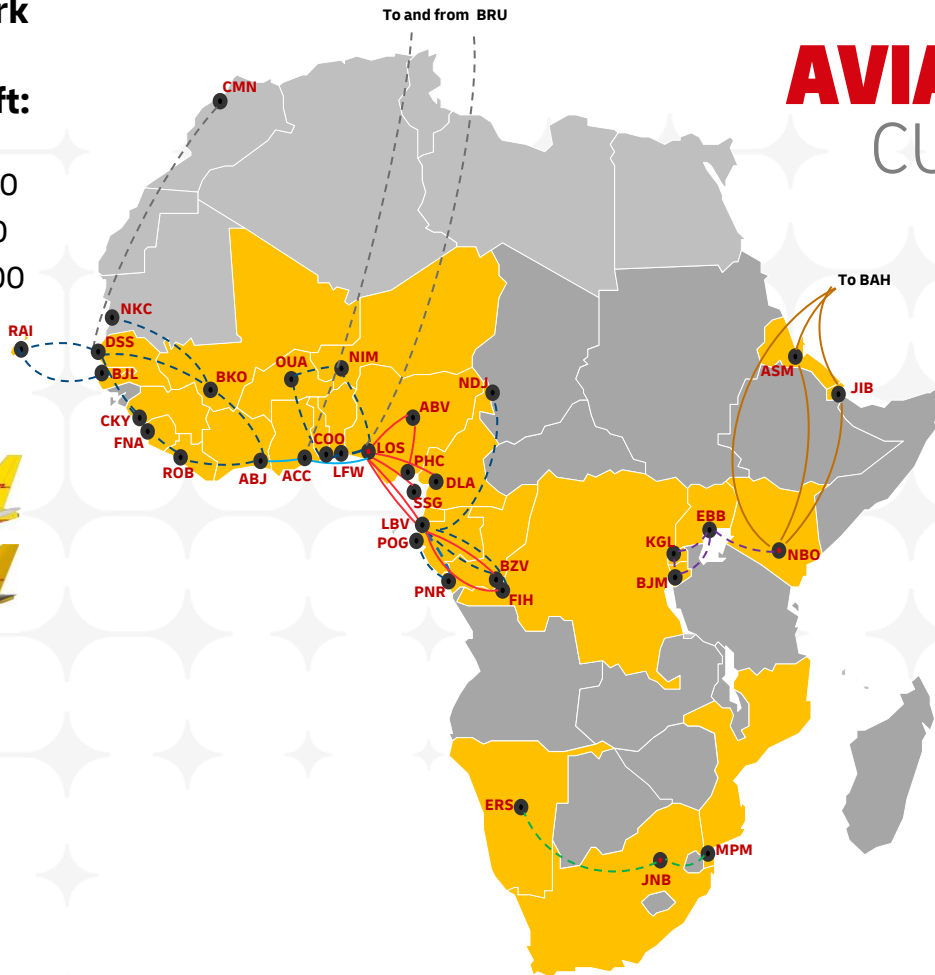 rk
To and from BRU
ft:
AVIA
CU
CMN
0
0
00
To BAH
NKC
RAI
DSS
BJL
BKO
OUA
NIM
NDJ
ABV
ASM
JIB
CKY
FNA
ROB
ABJ
ACC
COO
LFW
LOS
PHC
DLA
SSG
LBV
POG
EBB
KGL
NBO
BJM
BZV
PNR
FIH
ERS
MPM
JNB